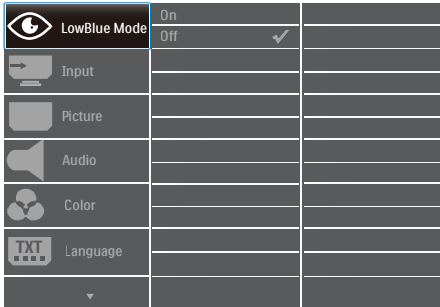 LowBlue Mode
On
Off
Input
Picture
Audio
Color
TXT
Language